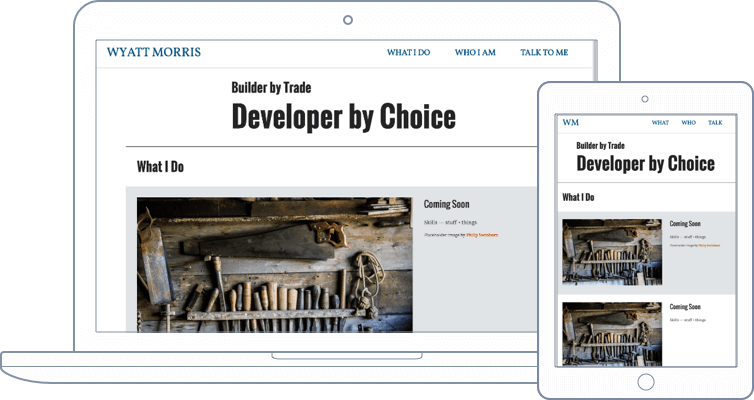 WYATT MORRIS
WHAT I DO WHO I AM TALK TO ME
Builder by Trade
Developer by Choice
What I Do
Coming Soon
Skills — stuff + things
Placeholder image by
WM
WHAT WHO TALK
Builder by Trade
Developer by Choice
What I Do
Coming Soon
Skills — stuff + things
Placeholder image by
Coming Soon
Skills — stuff + things